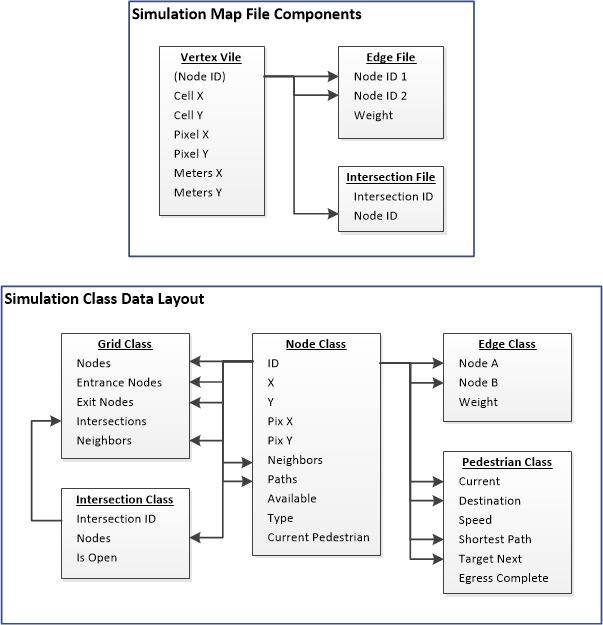 Simulation Map File Components
Vertex Vile
(Node ID)
Cell X
Cell Y
Pixel X
Pixel Y
Meters X
Meters Y
Edge File
Node ID 1
Node ID 2
Weight
Intersection File
Intersection ID
Node ID
Simulation Class Data Layout
Grid Class
Nodes
Entrance Nodes
Exit Nodes
Intersections
Neighbors
Intersection Class
Intersection ID
Nodes
Is Open
Node Class
ID
X
Y
Pix X
Pix Y
Neighbors
Paths
Available
Type
Current Pedestrian
Edge Class
Node A
Node B
Weight
Pedestrian Class
Current
Destination
Speed
Shortest Path
Target Next
Egress Complete